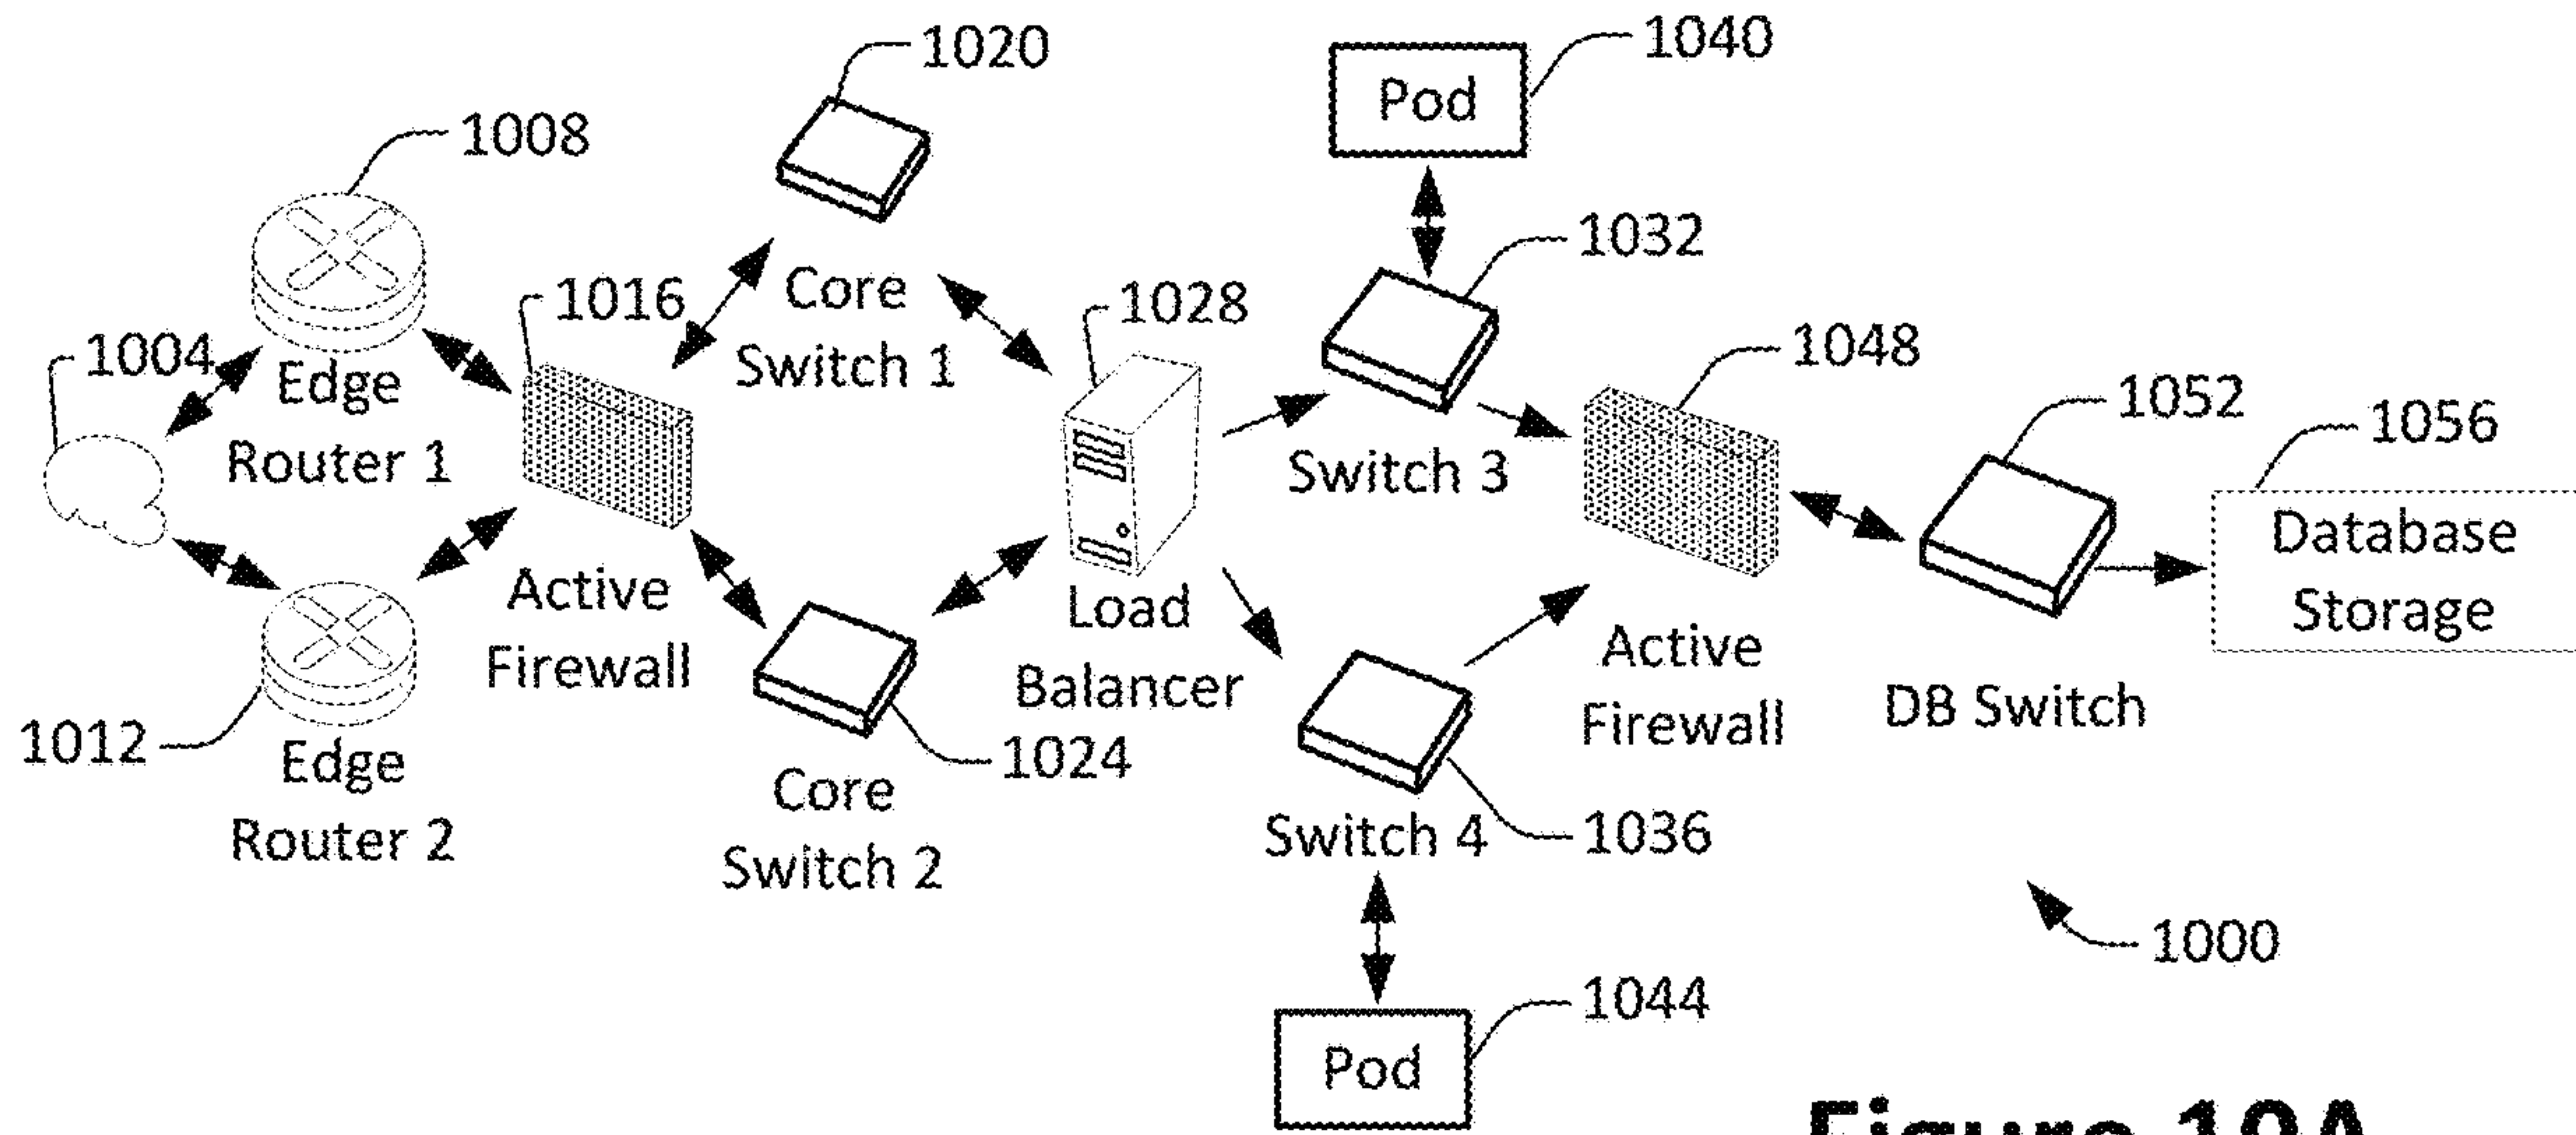 1020
1040
Pod
1008
1032
1016
Core
Switch 1
1028
1004
Edge
Router 1
1048
1052
1056
Switch 3
Database
Storage
Active
Firewall
Load
Balancer
Active
Firewall
DB Switch
1012
Edge
Router 2
1024
Core
Switch 2
Switch 4
1036
1000
1044
Pod
Figure 10A